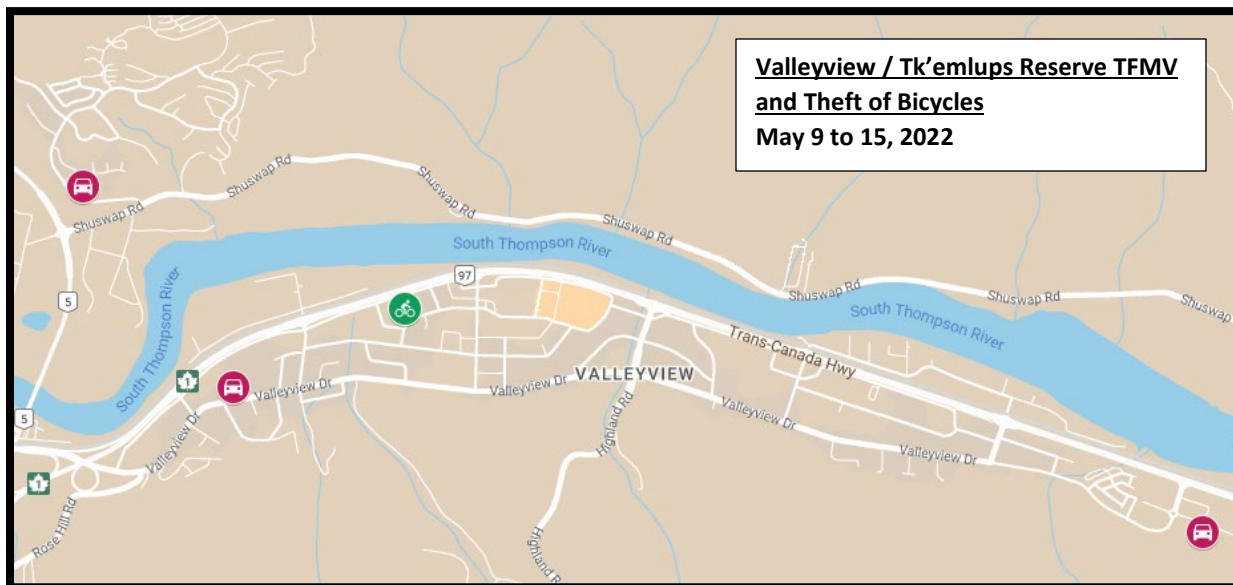 Valleyview / Tk'emlups Reserve TFMV
and Theft of Bicycles
May 9 to 15, 2022
Shuswap Rd
Shuswap Rd
Shuswap Rd
Shuswap Rd
South Thompson River
97
5
South Thompson River
Shuswap Rd
Shuswap Rd
Shuswap
South Thompson River
Trans-Canada Hwy
1
VALLEYVIEW
Valleyview Dr
Valleyview Dr
Valleyview Dr
5
Valleyview Dr
Highland Rd
Valleyview Dr
1
Rose Hill Rd
Highland Rd